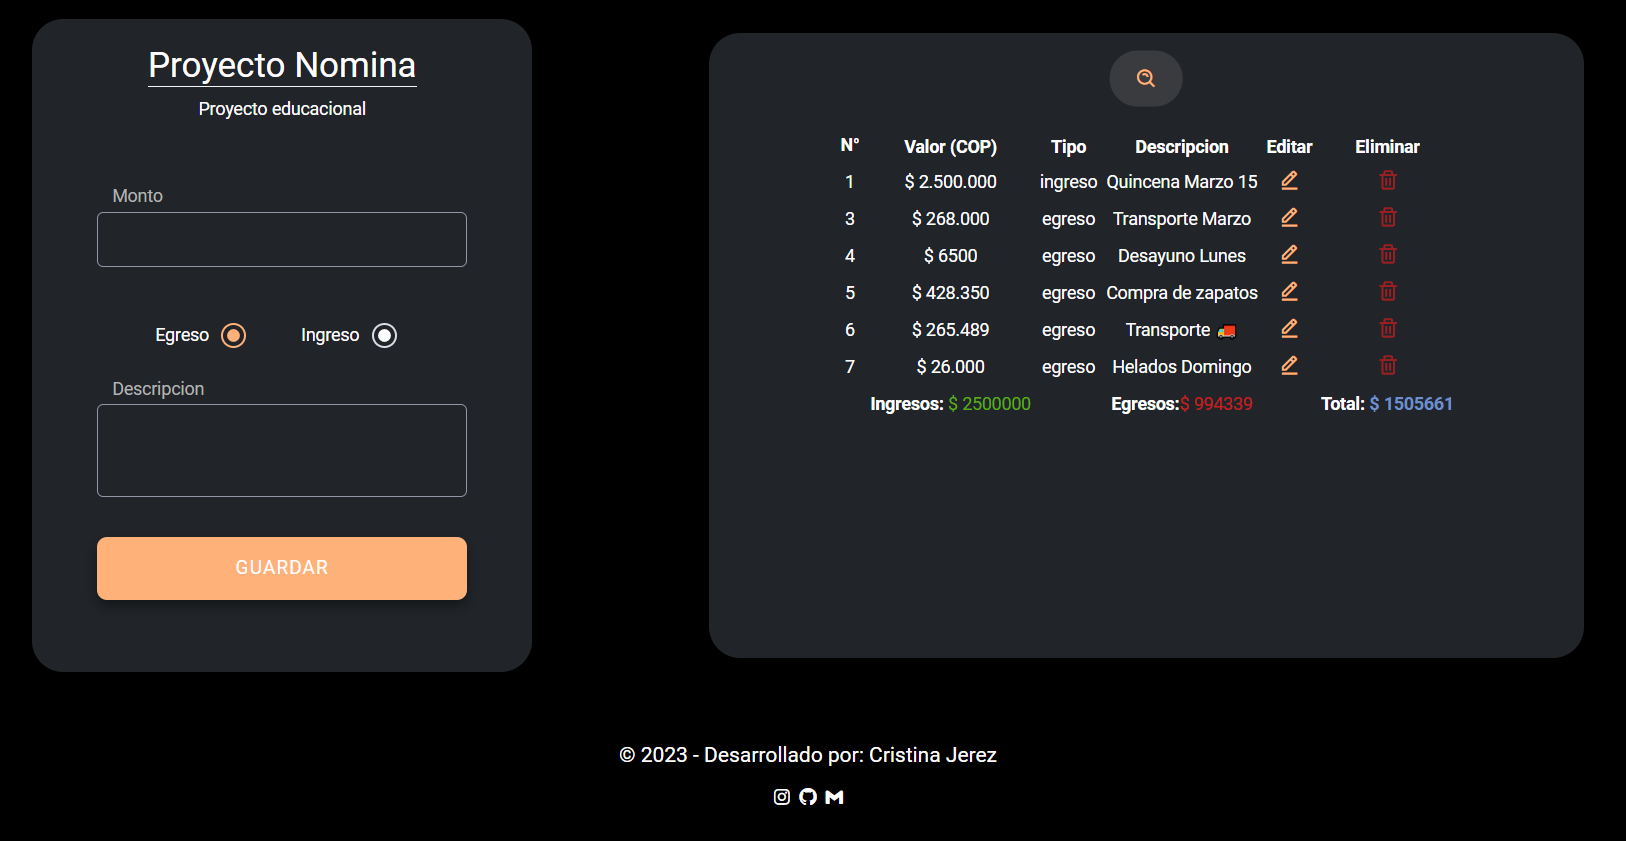 Proyecto Nomina
Proyecto educacional
Monto
Egreso Ingreso
Descripcion
GUARDAR
N° Valor (COP) Tipo Descripcion Editar Eliminar
1 $ 2.500.000 ingreso Quincena Marzo 15
3 $ 268.000 egreso Transporte Marzo
4 $ 6500 egreso Desayuno Lunes
5 $ 428.350 egreso Compra de zapatos
6 $ 265.489 egreso Transporte 🚚
7 $ 26.000 egreso Helados Domingo
Ingresos: $ 2500000 Egresos:$ 994339 Total: $ 1505661
© 2023 - Desarrollado por: Cristina Jerez